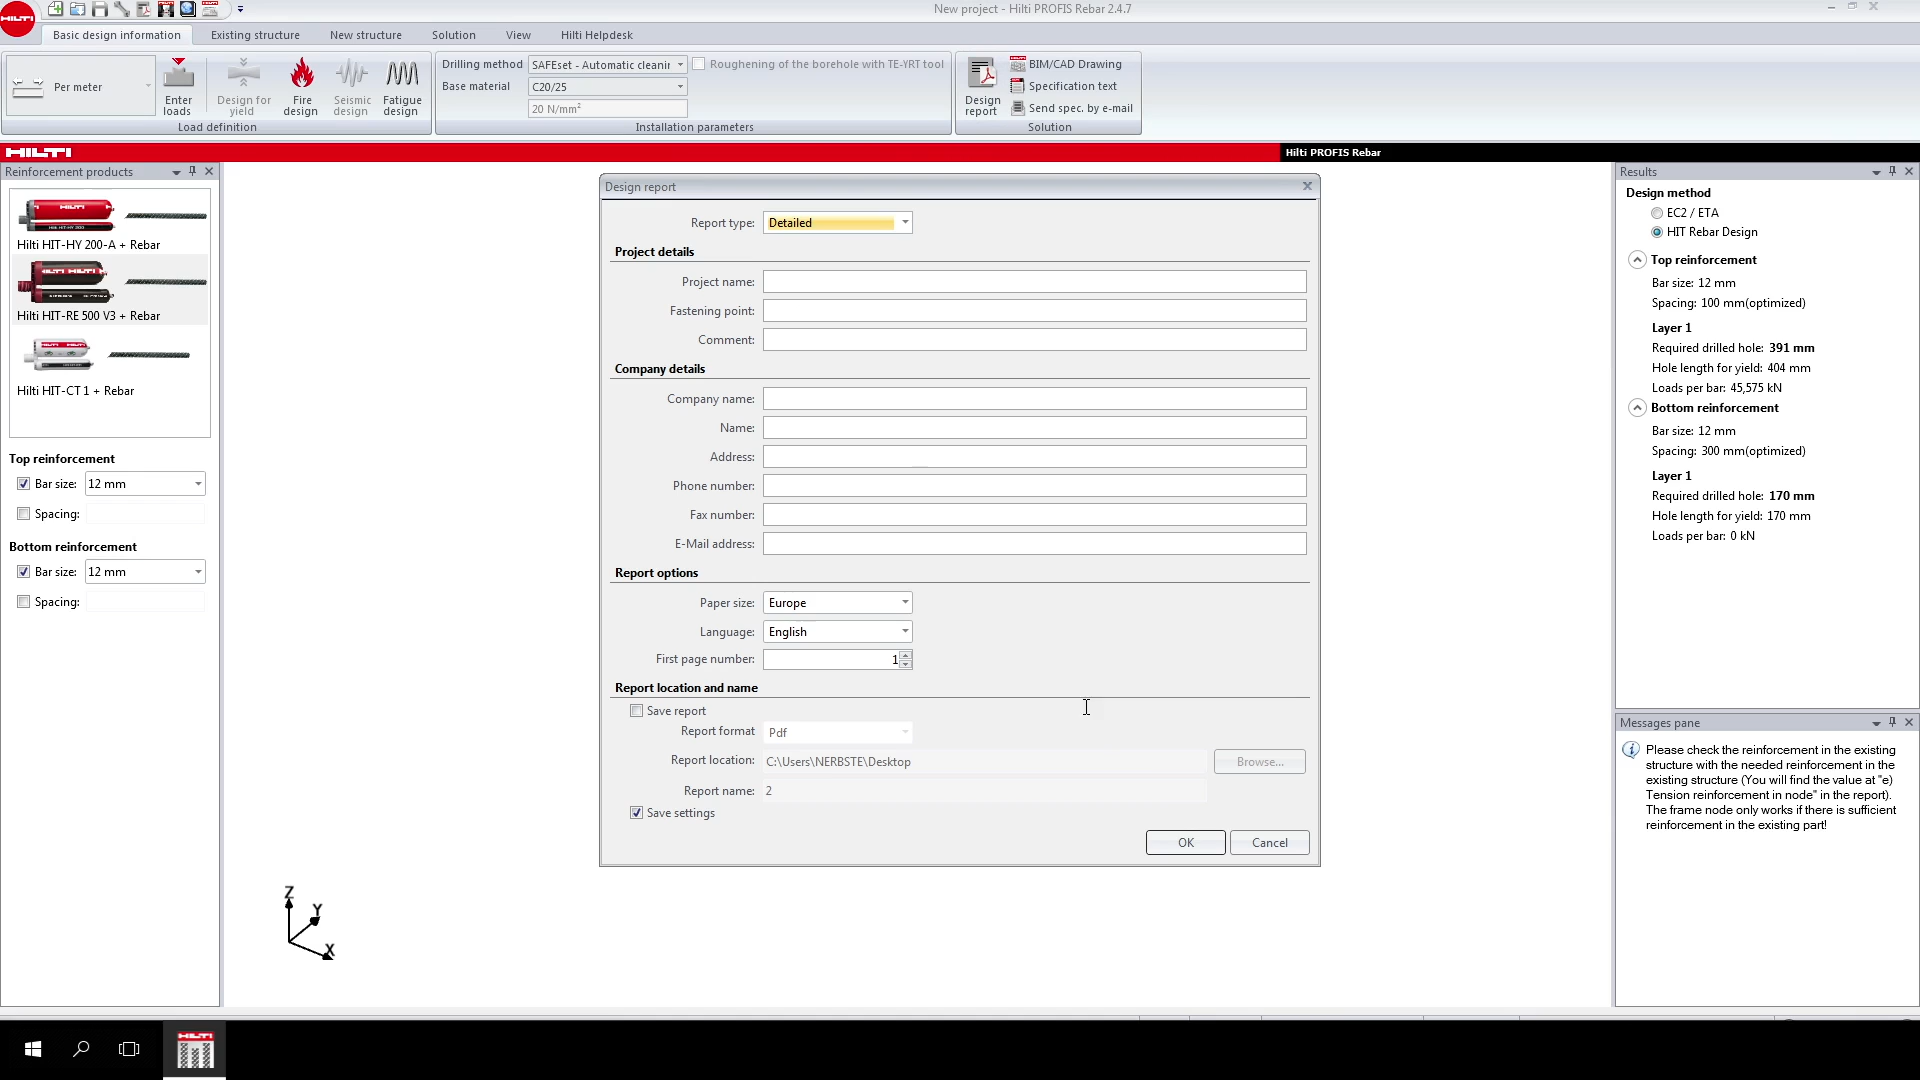 HILTI
New project - Hilti PROFIS Rebar 2.4.7
Basic design information
Existing structure
New structure
Solution
View
Hilti Helpdesk
Per meter
Enter loads
Design for yield
Fire design
Seismic design
Fatigue design
Load definition
Drilling method
SAFEset - Automatic cleanir
Roughening of the borehole with TE-YRT tool
Base material
C20/25
20 N/mm²
Installation parameters
Design report
BIM/CAD Drawing
Specification text
Send spec. by e-mail
Solution
HILTI
Hilti PROFIS Rebar
Reinforcement products
Hilti HIT-HY 200-A + Rebar
Hilti HIT-RE 500 V3 + Rebar
Hilti HIT-CT 1 + Rebar
Top reinforcement
Bar size: 12 mm
Spacing:
Bottom reinforcement
Bar size: 12 mm
Spacing:
Z
Y
X
Design report
Report type: Detailed
Project details
Project name:
Fastening point:
Comment:
Company details
Company name:
Name:
Address:
Phone number:
Fax number:
E-Mail address:
Report options
Paper size: Europe
Language: English
First page number: 1
Report location and name
Save report
Report format Pdf
Report location: C:\Users\NERBSTE\Desktop
Browse...
Report name: 2
Save settings
OK
Cancel
Results
Design method
EC2 / ETA
HIT Rebar Design
Top reinforcement
Bar size: 12 mm
Spacing: 100 mm(optimized)
Layer 1
Required drilled hole: 391 mm
Hole length for yield: 404 mm
Loads per bar: 45,575 kN
Bottom reinforcement
Bar size: 12 mm
Spacing: 300 mm(optimized)
Layer 1
Required drilled hole: 170 mm
Hole length for yield: 170 mm
Loads per bar: 0 kN
Messages pane
Please check the reinforcement in the existing
structure with the needed reinforcement in the
existing structure (You will find the value at "e)
Tension reinforcement in node" in the report).
The frame node only works if there is sufficient
reinforcement in the existing part!
HILTI